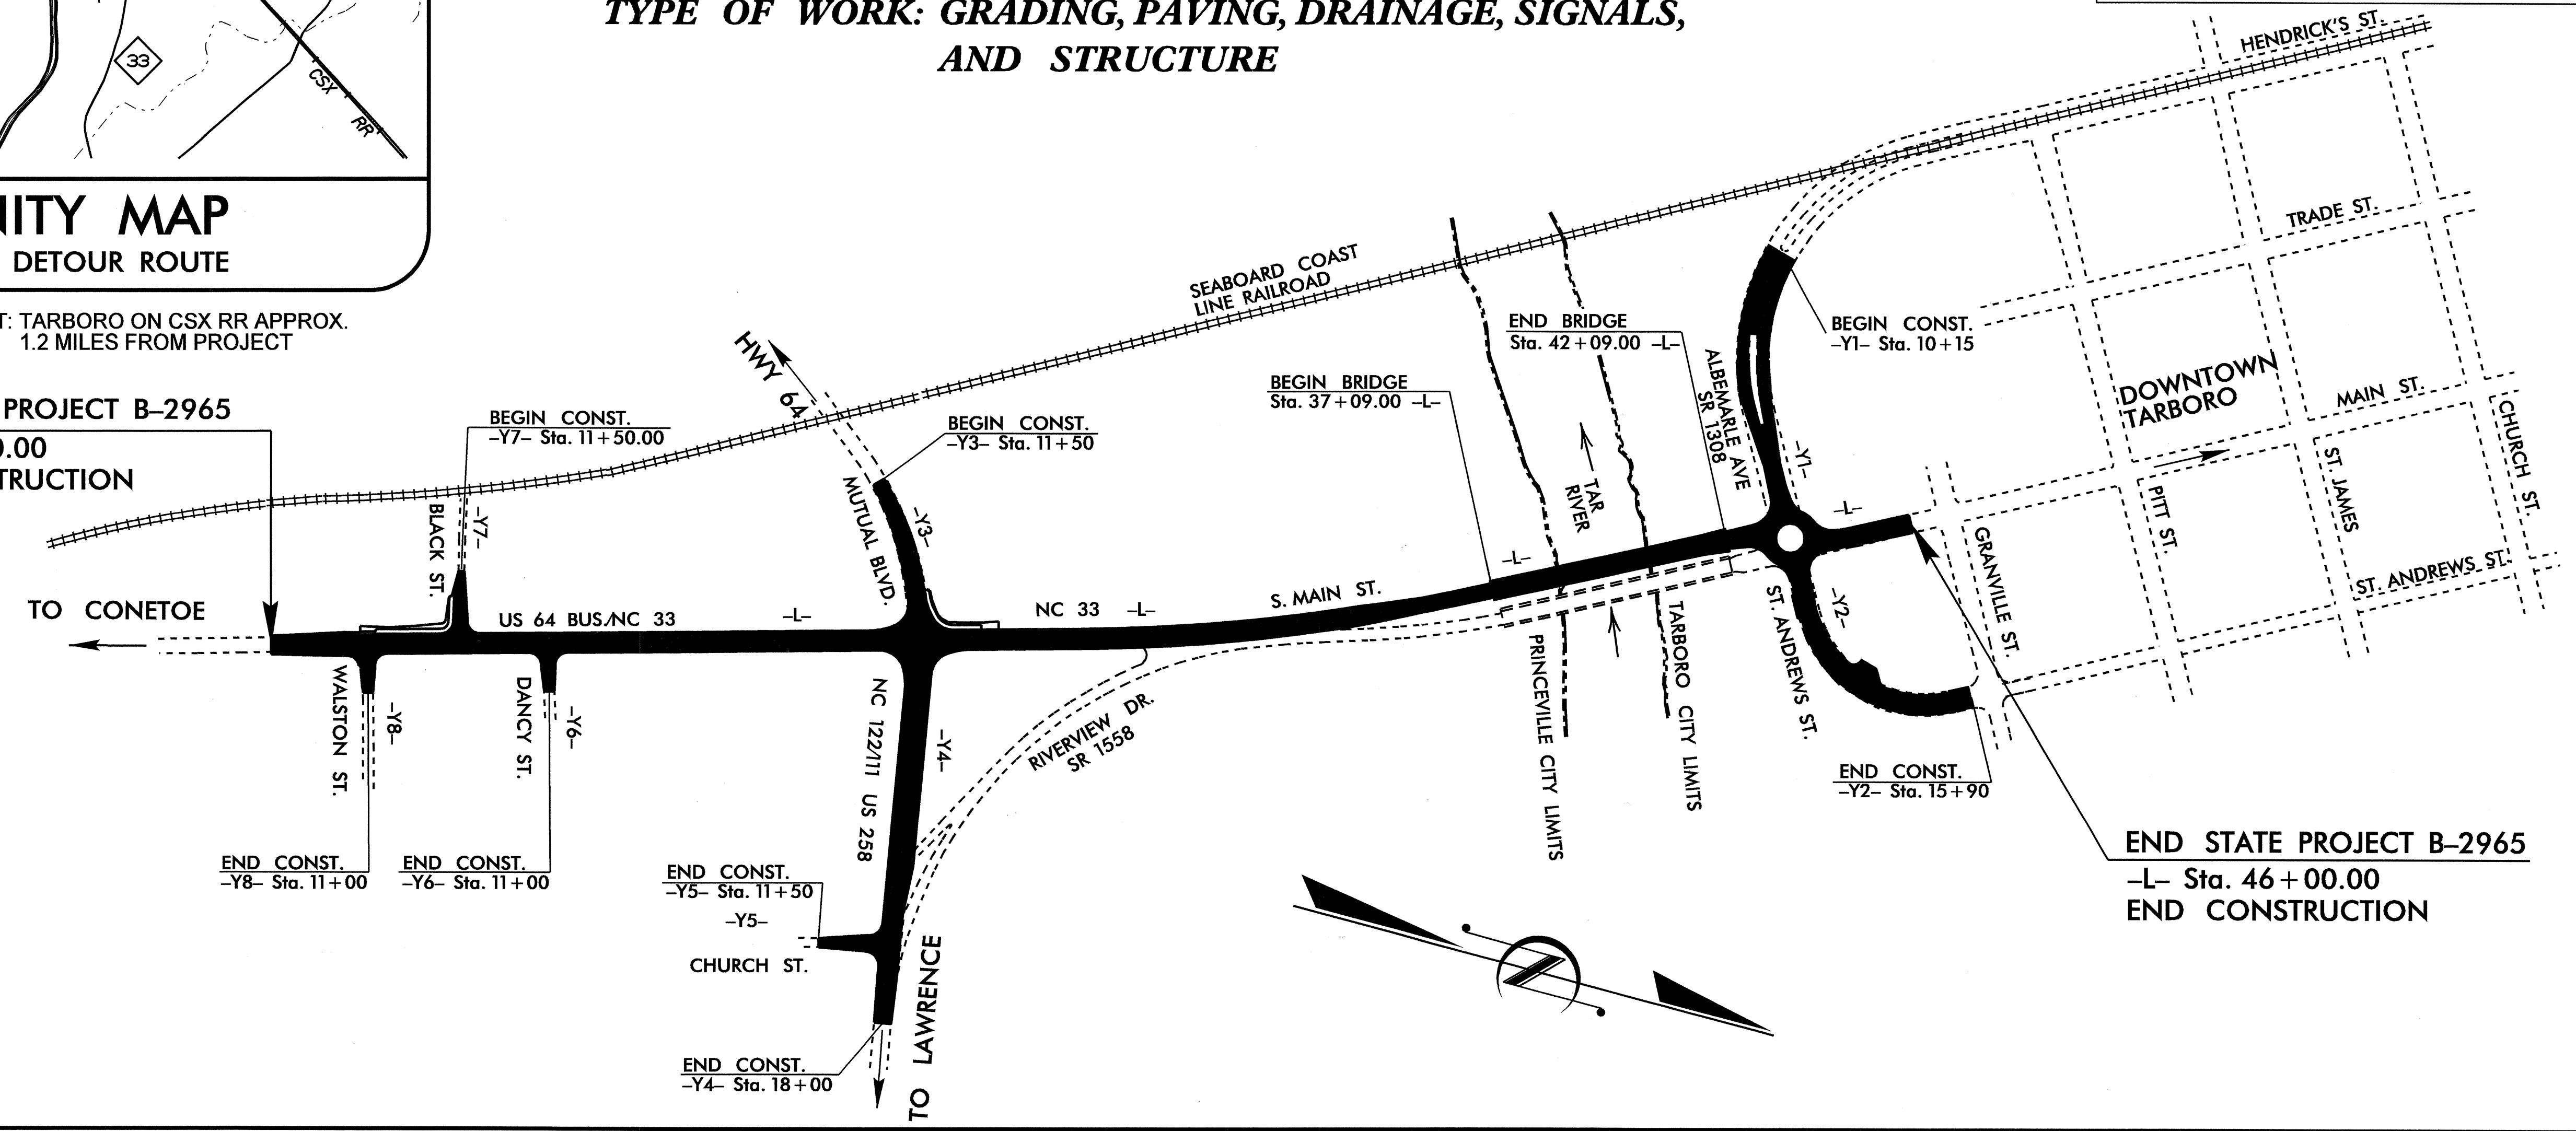 TYPE OF WORK: GRADING, PAVING, DRAINAGE, SIGNALS,
AND STRUCTURE
33
CSX RR
MAP
DETOUR ROUTE
TARBORO ON CSX RR APPROX.
1.2 MILES FROM PROJECT
PROJECT B–2965
TO CONETOE
BEGIN CONST.
–Y7– Sta. 11+50.00
BLACK ST.
–Y7–
HWY 64
BEGIN CONST.
–Y3– Sta. 11+50
MUTUAL BLVD.
–Y3–
SEABOARD COAST
LINE RAILROAD
US 64 BUS./NC 33
–L–
NC 33 –L–
S. MAIN ST.
–L–
BEGIN BRIDGE
Sta. 37+09.00 –L–
END BRIDGE
Sta. 42+09.00 –L–
TAR
RIVER
ALBEMARLE AVE
SR 1308
–Y1–
BEGIN CONST.
–Y1– Sta. 10+15
–L–
HENDRICK'S ST.
TRADE ST.
DOWNTOWN
TARBORO
MAIN ST.
CHURCH ST.
ST. JAMES
PITT ST.
GRANVILLE ST.
ST. ANDREWS ST.
ST. ANDREWS ST.
–Y2–
END CONST.
–Y2– Sta. 15+90
PRINCEVILLE CITY LIMITS
TARBORO CITY LIMITS
RIVERVIEW DR.
SR 1558
WALSTON ST.
–Y8–
DANCY ST.
–Y6–
END CONST.
–Y8– Sta. 11+00
END CONST.
–Y6– Sta. 11+00
NC 122/111 US 258
–Y4–
END CONST.
–Y5– Sta. 11+50
–Y5–
CHURCH ST.
TO LAWRENCE
END CONST.
–Y4– Sta. 18+00
END STATE PROJECT B–2965
–L– Sta. 46+00.00
END CONSTRUCTION